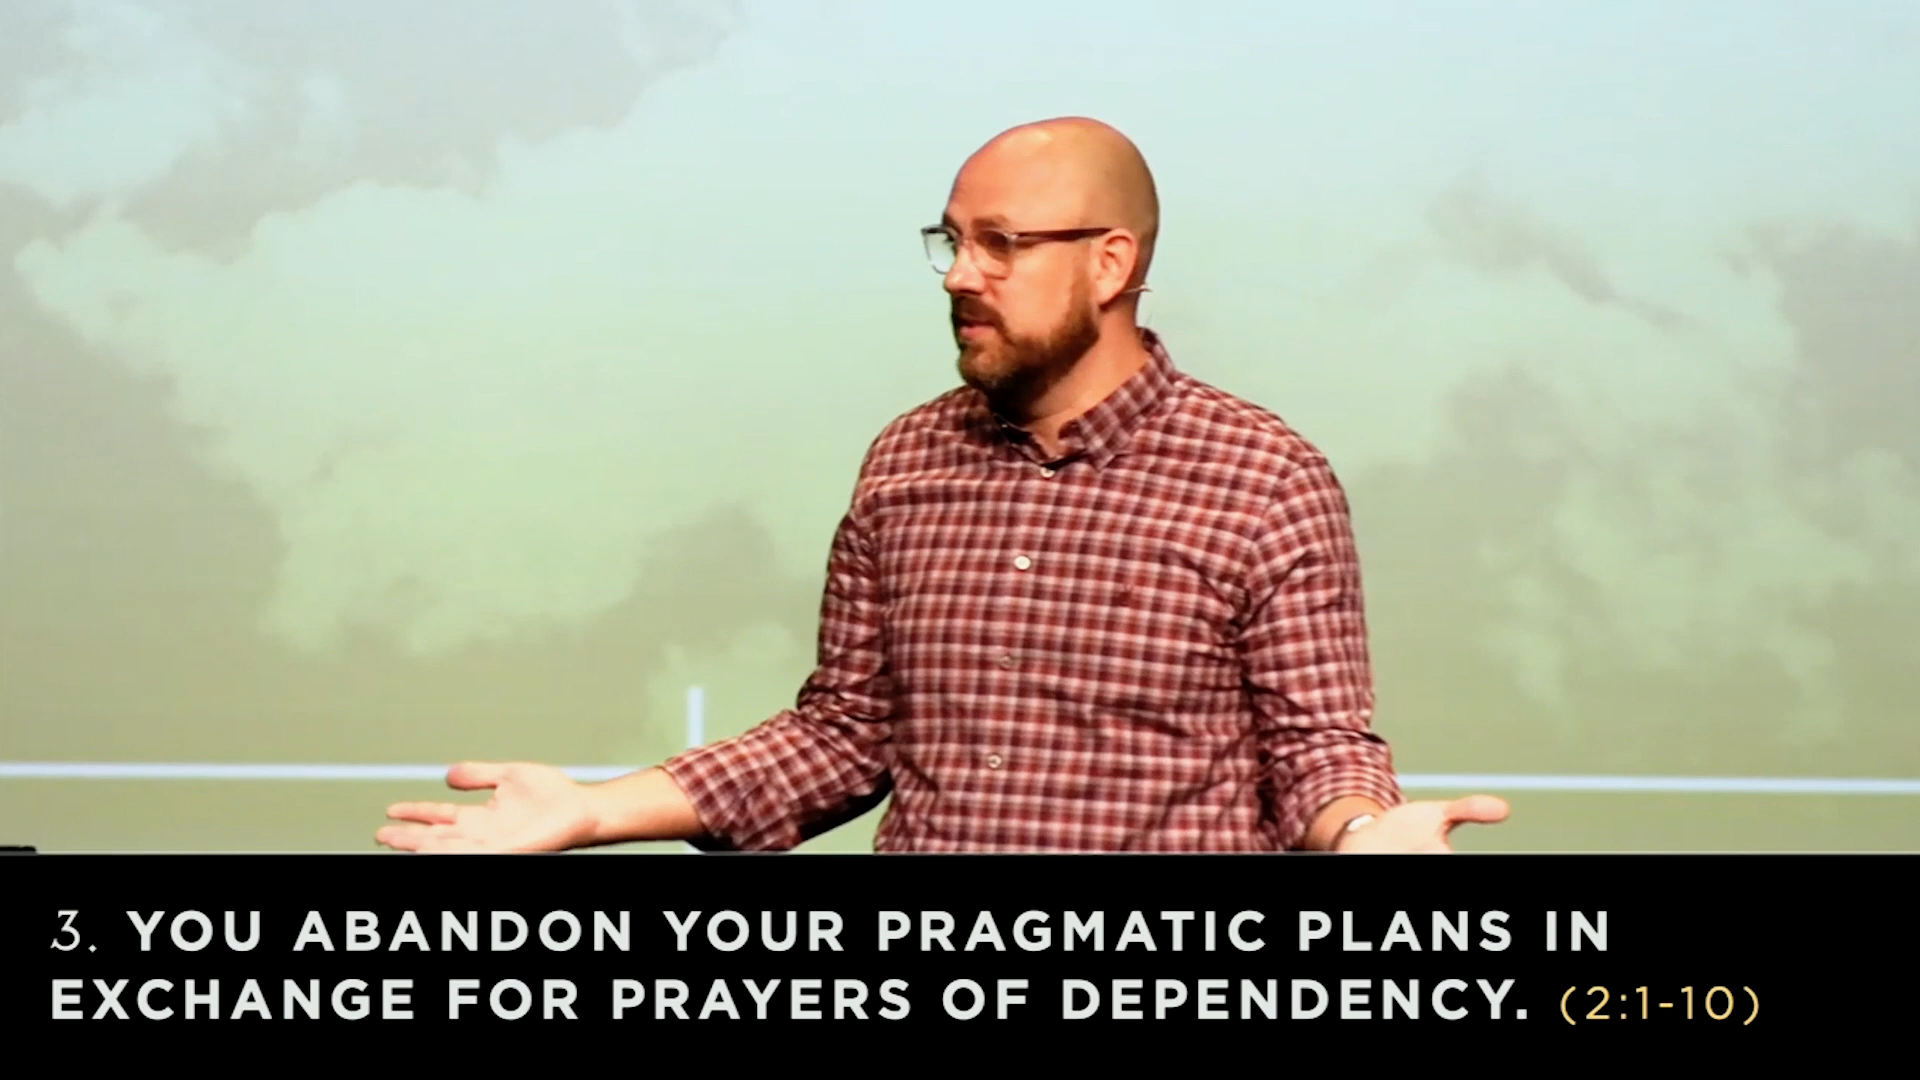 3. YOU ABANDON YOUR PRAGMATIC PLANS IN
EXCHANGE FOR PRAYERS OF DEPENDENCY. (2:1-10)